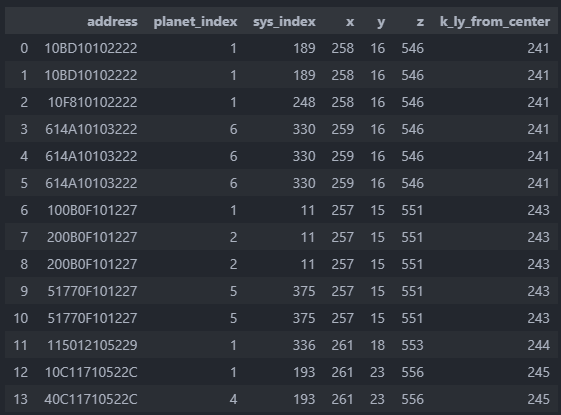 address planet_index sys_index x y z k_ly_from_center
0 10BD10102222 1 189 258 16 546 241
1 10BD10102222 1 189 258 16 546 241
2 10F810102222 1 248 258 16 546 241
3 614A10103222 6 330 259 16 546 241
4 614A10103222 6 330 259 16 546 241
5 614A10103222 6 330 259 16 546 241
6 100B0F101227 1 11 257 15 551 243
7 200B0F101227 2 11 257 15 551 243
8 200B0F101227 2 11 257 15 551 243
9 51770F101227 5 375 257 15 551 243
10 51770F101227 5 375 257 15 551 243
11 115012105229 1 336 261 18 553 244
12 10C11710522C 1 193 261 23 556 245
13 40C11710522C 4 193 261 23 556 245